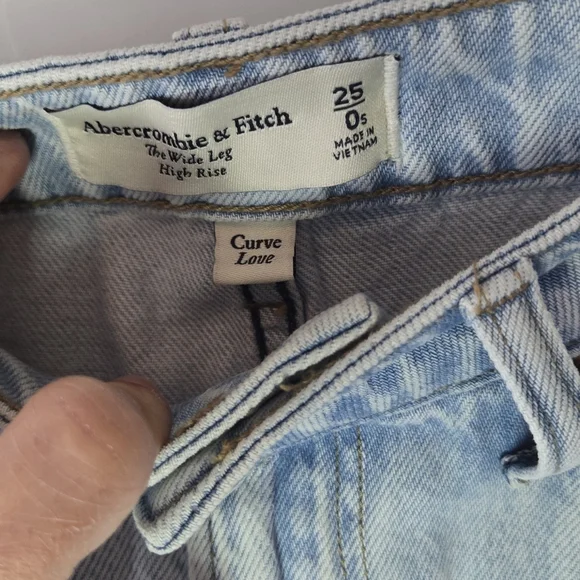 Abercrombie & Fitch
The Wide Leg
High Rise
25
0s
MADE IN
VIETNAM
Curve
Love